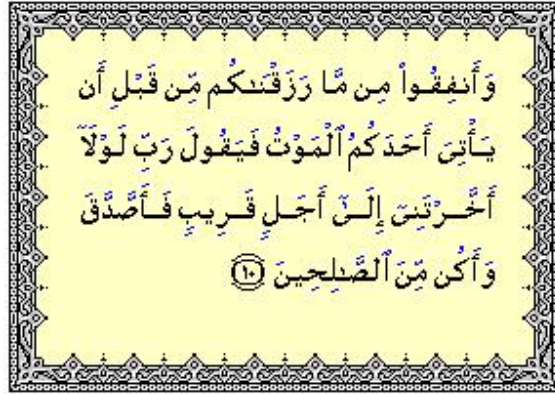 وَأَنفِقُوا۟ مِن مَّا رَزَقْنَـٰكُم مِّن قَبْلِ أَن
يَأْتِىَ أَحَدَكُمُ ٱلْمَوْتُ فَيَقُولَ رَبِّ لَوْلَآ
أَخَّرْتَنِىٓ إِلَىٰٓ أَجَلٍ قَرِيبٍ فَأَصَّدَّقَ
وَأَكُن مِّنَ ٱلصَّـٰلِحِينَ ١٠